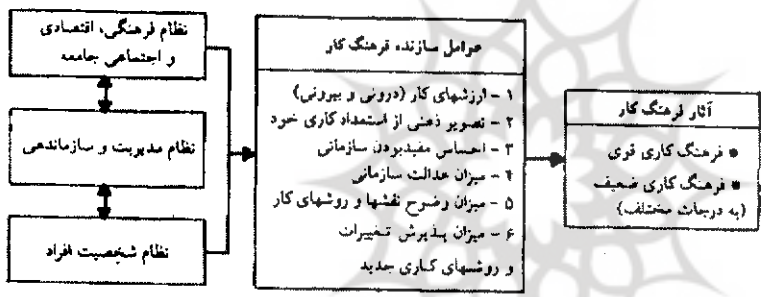 نظام فرهنگی، اقتصادی
و اجتماعی جامعه
نظام مدیریت و سازماندهی
نظام شخصیت افراد
عوامل سازنده فرهنگ کار
۱ - ارزشهای کار (درونی و بیرونی)
۲ - تصویر ذهنی از استعداد کاری خود
۳ - احساس مفیدبودن سازمانی
۴ - میزان عدالت سازمانی
۵ - میزان وضوح نقشها و روشهای کار
۶ - میزان پذیرش تغییرات
و روشهای کاری جدید
آثار فرهنگ کار
* فرهنگ کاری قوی
* فرهنگ کاری ضعیف
(به درجات مختلف)